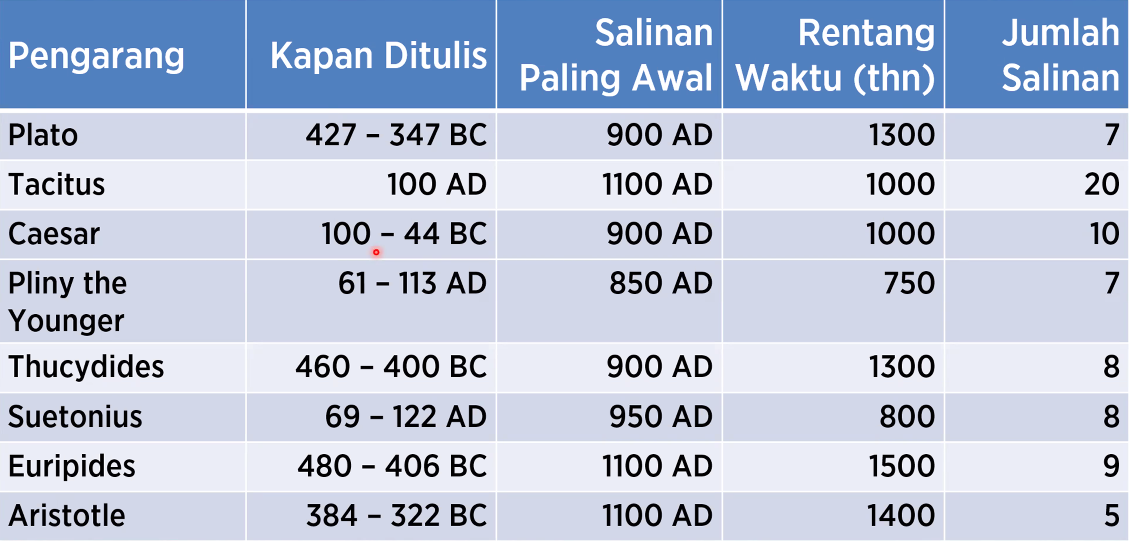 Pengarang Kapan Ditulis Salinan Paling Awal Rentang Waktu (thn) Jumlah Salinan
Plato 427 – 347 BC 900 AD 1300 7
Tacitus 100 AD 1100 AD 1000 20
Caesar 100 – 44 BC 900 AD 1000 10
Pliny the Younger 61 – 113 AD 850 AD 750 7
Thucydides 460 – 400 BC 900 AD 1300 8
Suetonius 69 – 122 AD 950 AD 800 8
Euripides 480 – 406 BC 1100 AD 1500 9
Aristotle 384 – 322 BC 1100 AD 1400 5